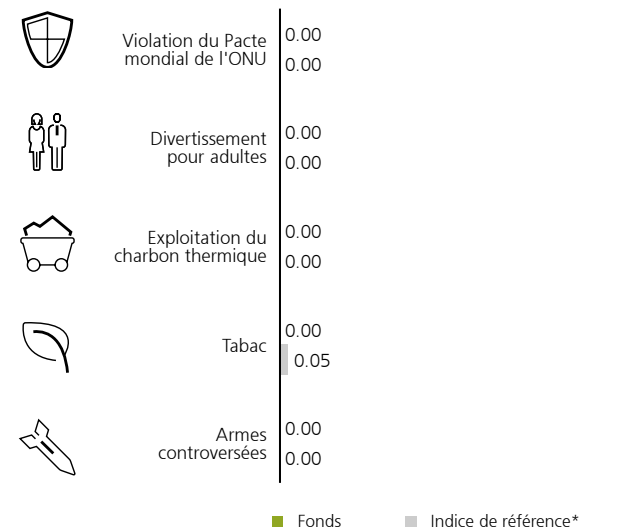 Violation du Pacte
mondial de l'ONU
0.00
0.00
Divertissement
pour adultes
0.00
0.00
Exploitation du
charbon thermique
0.00
0.00
Tabac
0.00
0.05
Armes
controversées
0.00
0.00
Fonds
Indice de référence*